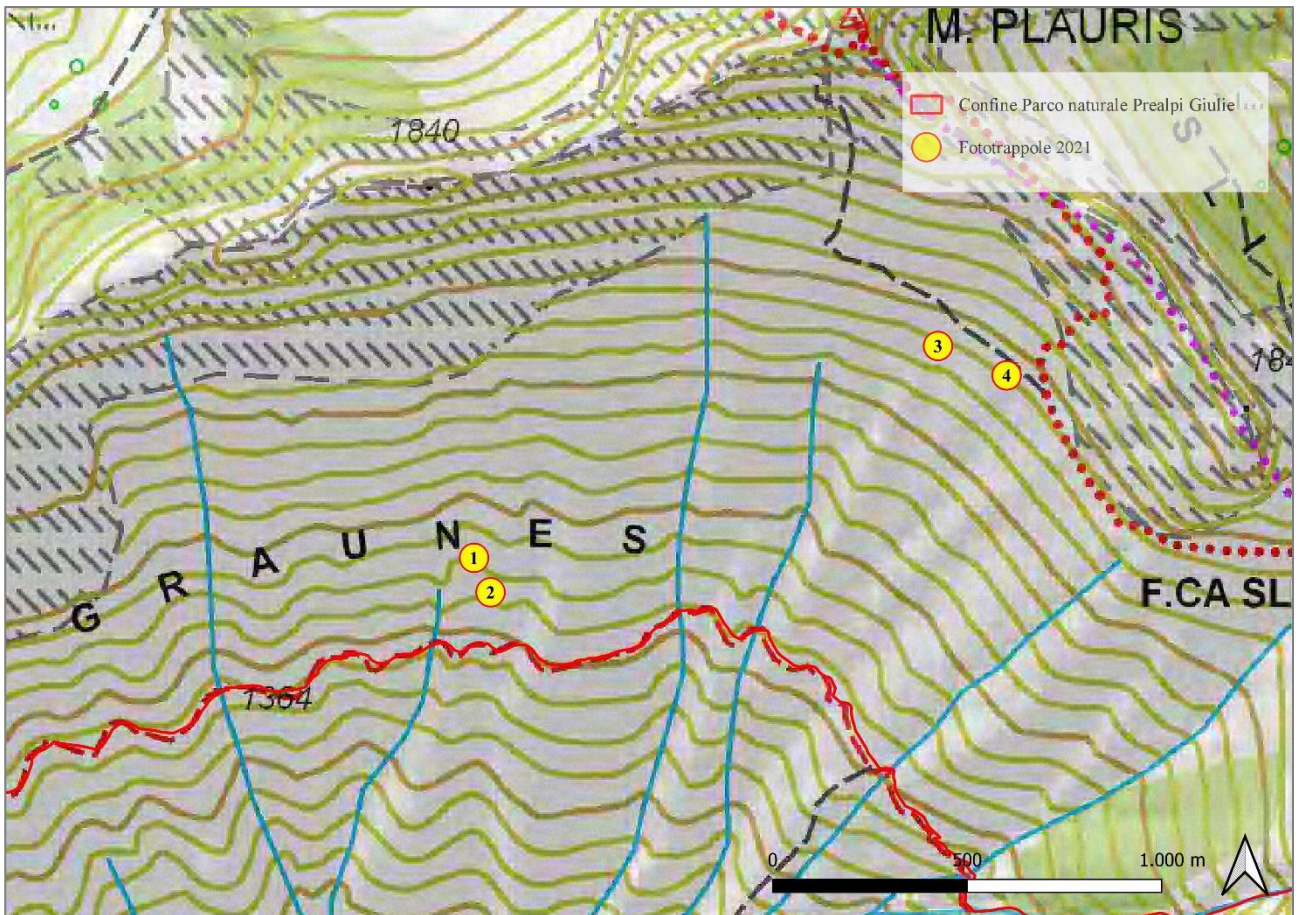 M. PLAURIS
Confine Parco naturale Prealpi Giulie
Fototrappole 2021
1840
S L
3
4
G R A U N E S
1
2
F.CA SL
1364
0 500 1.000 m